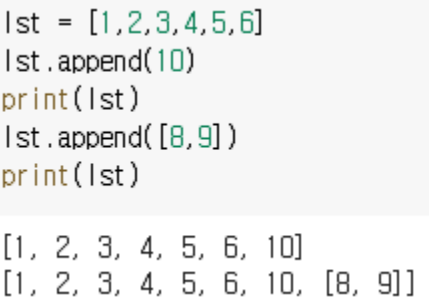 lst = [1,2,3,4,5,6]
lst.append(10)
print(lst)
lst.append([8,9])
print(lst)
[1, 2, 3, 4, 5, 6, 10]
[1, 2, 3, 4, 5, 6, 10, [8, 9]]